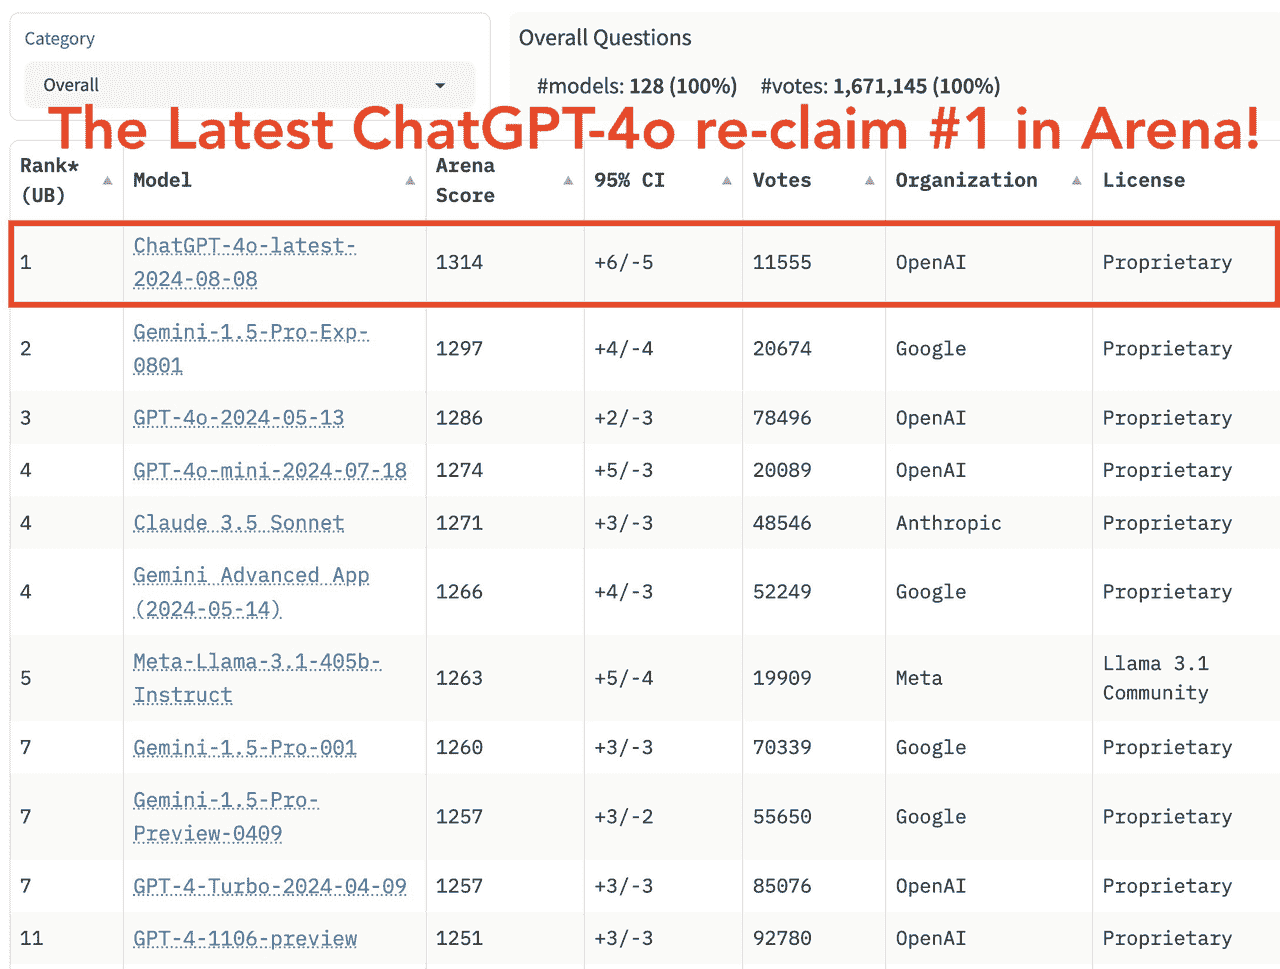 Category
Overall
Overall Questions
#models: 128 (100%) #votes: 1,671,145 (100%)
The Latest ChatGPT-4o re-claim #1 in Arena!
Rank* (UB) Model Arena Score 95% CI Votes Organization License
1 ChatGPT-4o-latest-2024-08-08 1314 +6/-5 11555 OpenAI Proprietary
2 Gemini-1.5-Pro-Exp-0801 1297 +4/-4 20674 Google Proprietary
3 GPT-4o-2024-05-13 1286 +2/-3 78496 OpenAI Proprietary
4 GPT-4o-mini-2024-07-18 1274 +5/-3 20089 OpenAI Proprietary
4 Claude 3.5 Sonnet 1271 +3/-3 48546 Anthropic Proprietary
4 Gemini Advanced App (2024-05-14) 1266 +4/-3 52249 Google Proprietary
5 Meta-Llama-3.1-405b-Instruct 1263 +5/-4 19909 Meta Llama 3.1 Community
7 Gemini-1.5-Pro-001 1260 +3/-3 70339 Google Proprietary
7 Gemini-1.5-Pro-Preview-0409 1257 +3/-2 55650 Google Proprietary
7 GPT-4-Turbo-2024-04-09 1257 +3/-3 85076 OpenAI Proprietary
11 GPT-4-1106-preview 1251 +3/-3 92780 OpenAI Proprietary